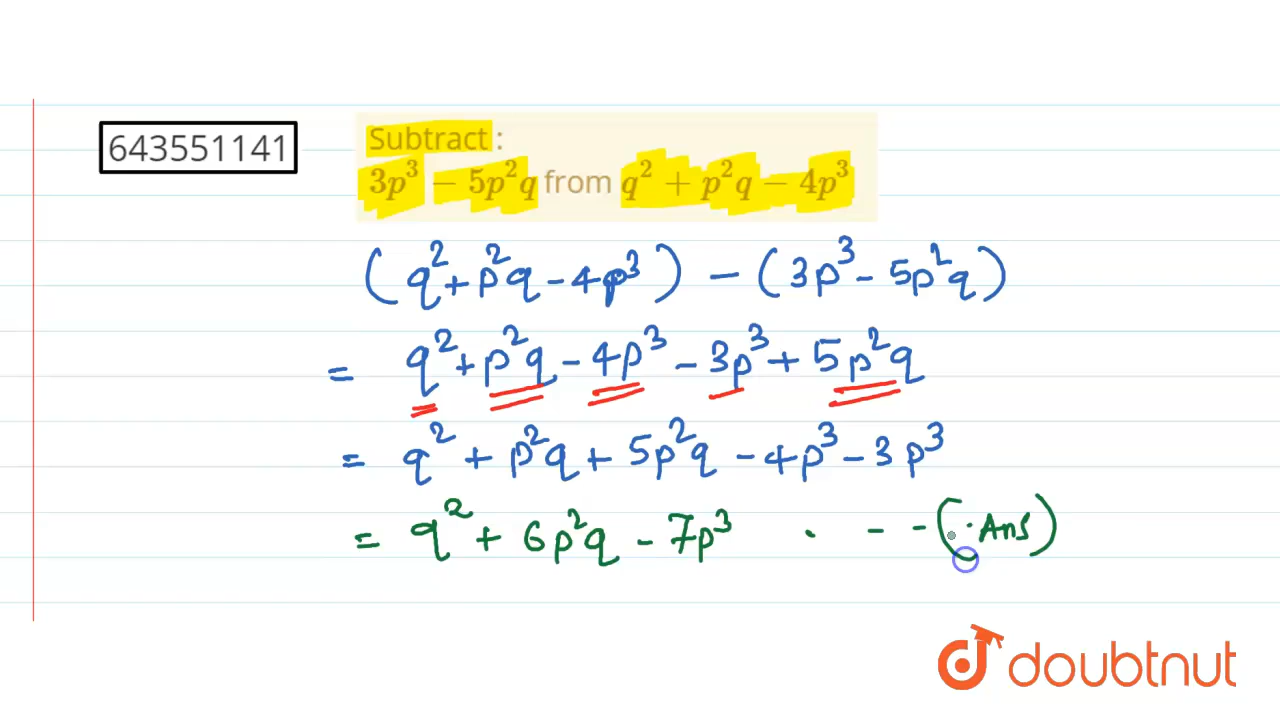 643551141
Subtract :
3p³ − 5p²q from q² + p²q − 4p³
(q² + p²q − 4p³) − (3p³ − 5p²q)
= q² + p²q − 4p³ − 3p³ + 5p²q
= q² + p²q + 5p²q − 4p³ − 3p³
= q² + 6p²q − 7p³ · - - (·Ans)
doubtnut